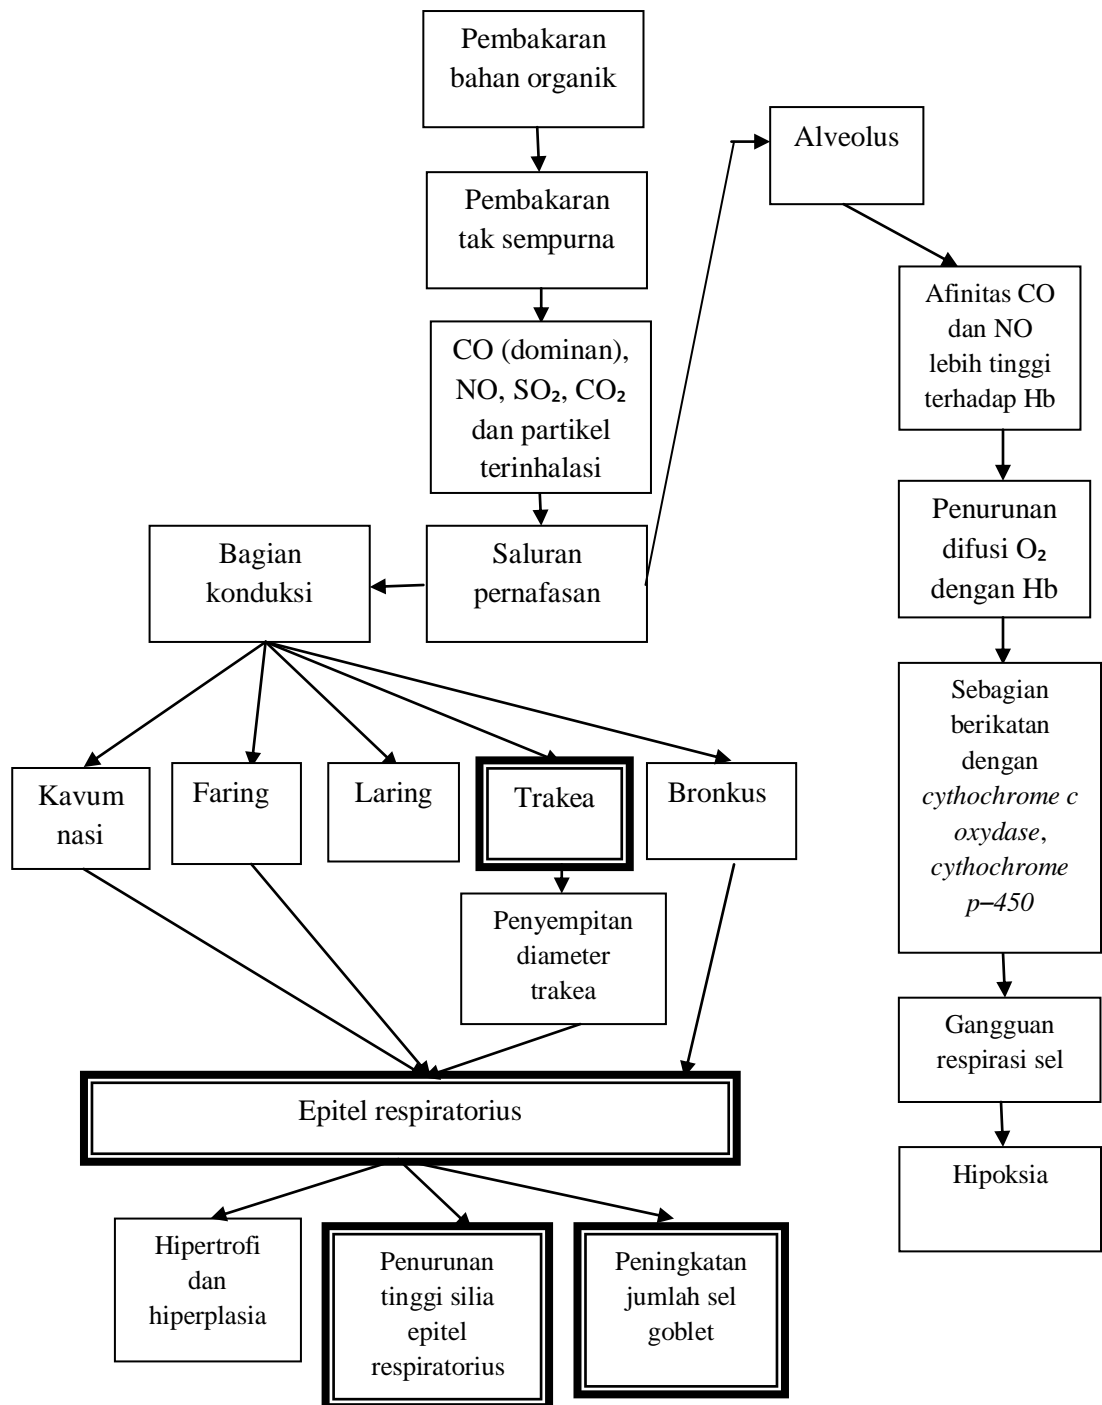 Pembakaran
bahan organik
Pembakaran
tak sempurna
CO (dominan),
NO, SO₂, CO₂
dan partikel
terinhalasi
Saluran
pernafasan
Bagian
konduksi
Kavum
nasi
Faring
Laring
Trakea
Bronkus
Penyempitan
diameter
trakea
Epitel respiratorius
Hipertrofi
dan
hiperplasia
Penurunan
tinggi silia
epitel
respiratorius
Peningkatan
jumlah sel
goblet
Alveolus
Afinitas CO
dan NO
lebih tinggi
terhadap Hb
Penurunan
difusi O₂
dengan Hb
Sebagian
berikatan
dengan
cythochrome c
oxydase,
cythochrome
p–450
Gangguan
respirasi sel
Hipoksia